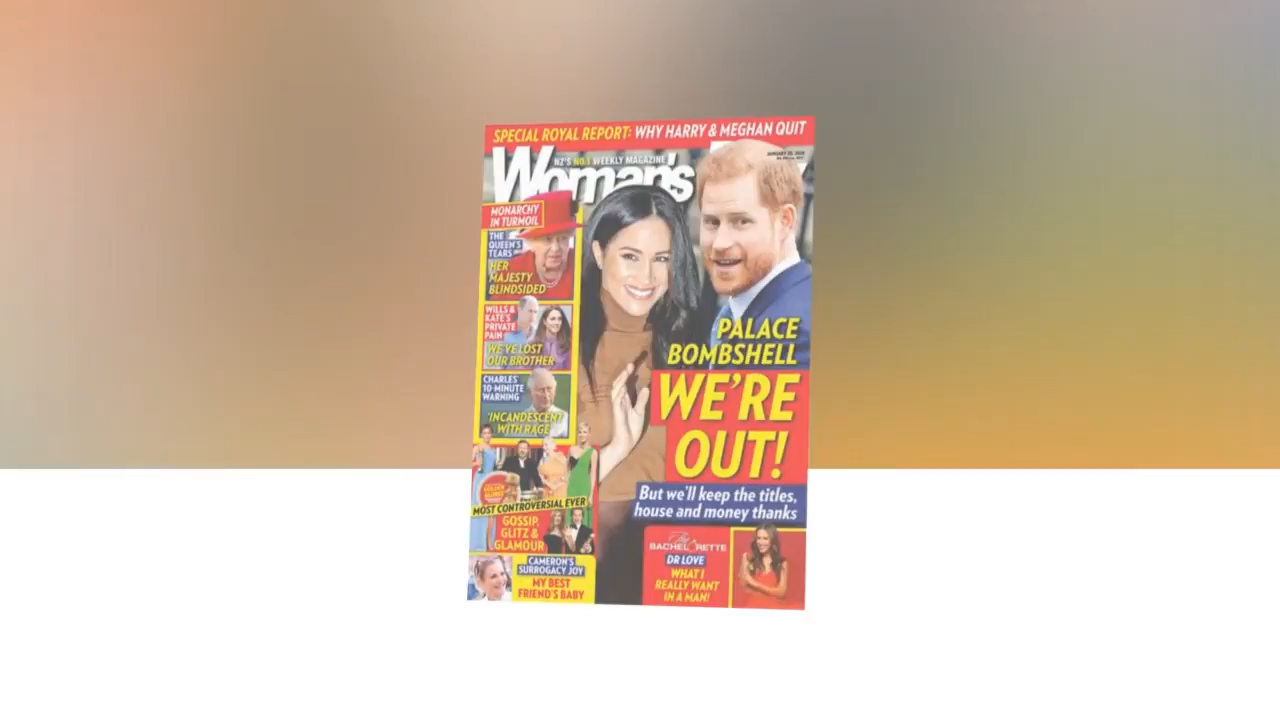 SPECIAL ROYAL REPORT: WHY HARRY & MEGHAN QUIT
NZ'S NO.1 WEEKLY MAGAZINE
Woman's
MONARCHY
IN TURMOIL
THE
QUEEN'S
TEARS
HER
MAJESTY
BLINDSIDED
WILLS &
KATE'S
PRIVATE
PAIN
WE'VE LOST
OUR BROTHER
CHARLES'
10-MINUTE
WARNING
'INCANDESCENT
WITH RAGE'
PALACE
BOMBSHELL
WE'RE
OUT!
But we'll keep the titles,
house and money thanks
MOST CONTROVERSIAL EVER
GOSSIP,
GLITZ &
GLAMOUR
CAMERON'S
SURROGACY JOY
MY BEST
FRIEND'S BABY
The
BACHELORETTE
DR LOVE
WHAT I
REALLY WANT
IN A MAN!